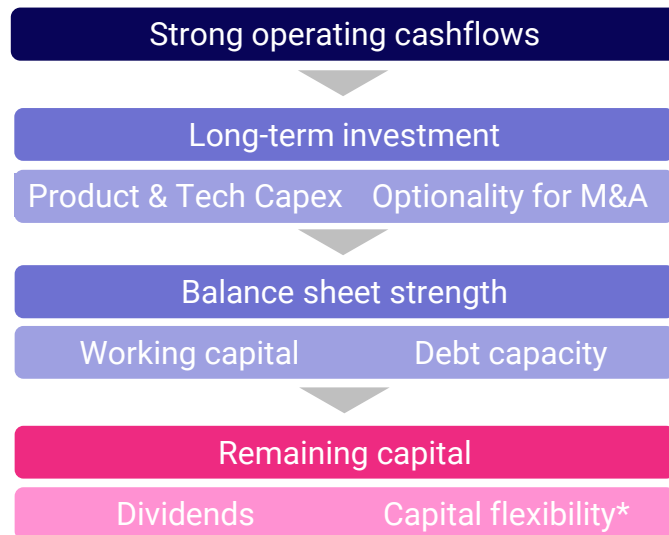 Strong operating cashflows
Long-term investment
Product & Tech Capex Optionality for M&A
Balance sheet strength
Working capital Debt capacity
Remaining capital
Dividends Capital flexibility*